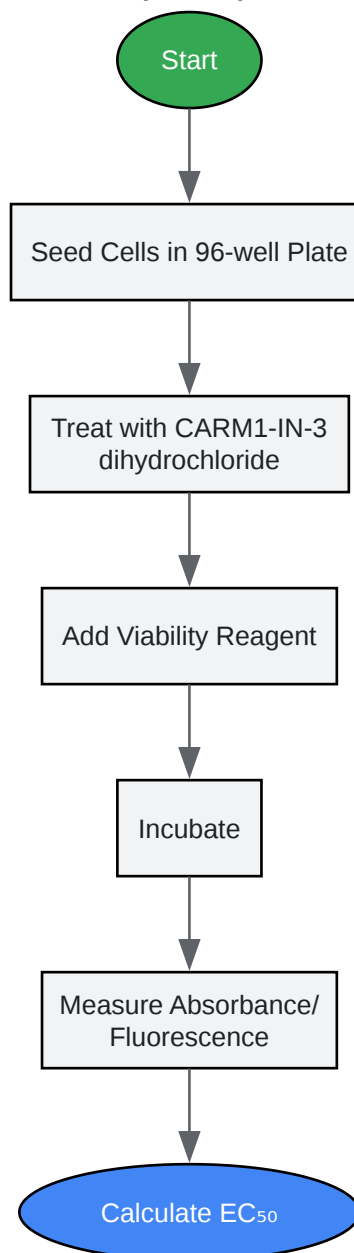 Start
Seed Cells in 96-well Plate
Treat with CARM1-IN-3
dihydrochloride
Add Viability Reagent
Incubate
Measure Absorbance/
Fluorescence
Calculate EC₅₀